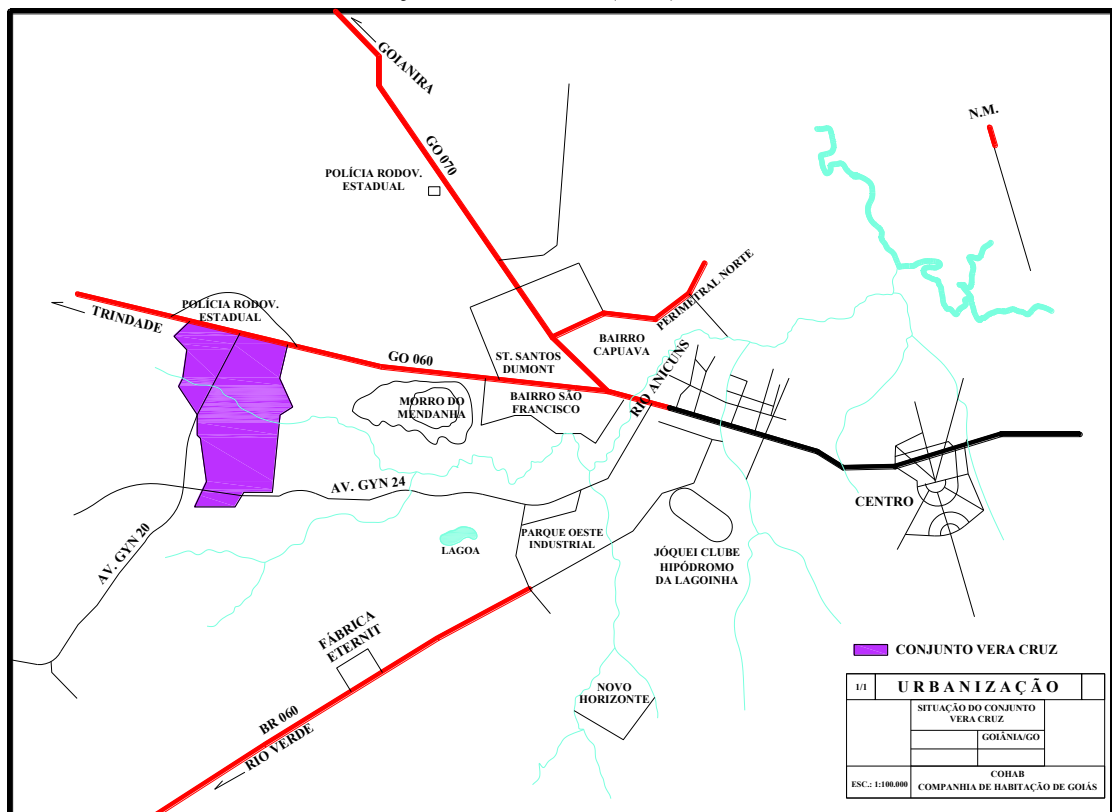 GOIANIRA
N.M.
GO 070
POLÍCIA RODOV.
ESTADUAL
PERIMETRAL NORTE
POLÍCIA RODOV.
ESTADUAL
TRINDADE
BAIRRO
CAPUAVA
GO 060
ST. SANTOS
DUMONT
RIO ANICUNS
MORRO DO
MENDANHA
BAIRRO SÃO
FRANCISCO
AV. GYN 24
CENTRO
AV. GYN 20
LAGOA
PARQUE OESTE
INDUSTRIAL
JÓQUEI CLUBE
HIPÓDROMO
DA LAGOINHA
FÁBRICA
ETERNIT
CONJUNTO VERA CRUZ
NOVO
HORIZONTE
BR 060
RIO VERDE
1/1 URBANIZAÇÃO
SITUAÇÃO DO CONJUNTO
VERA CRUZ
GOIÂNIA/GO
ESC.: 1:100.000
COHAB
COMPANHIA DE HABITAÇÃO DE GOIÁS